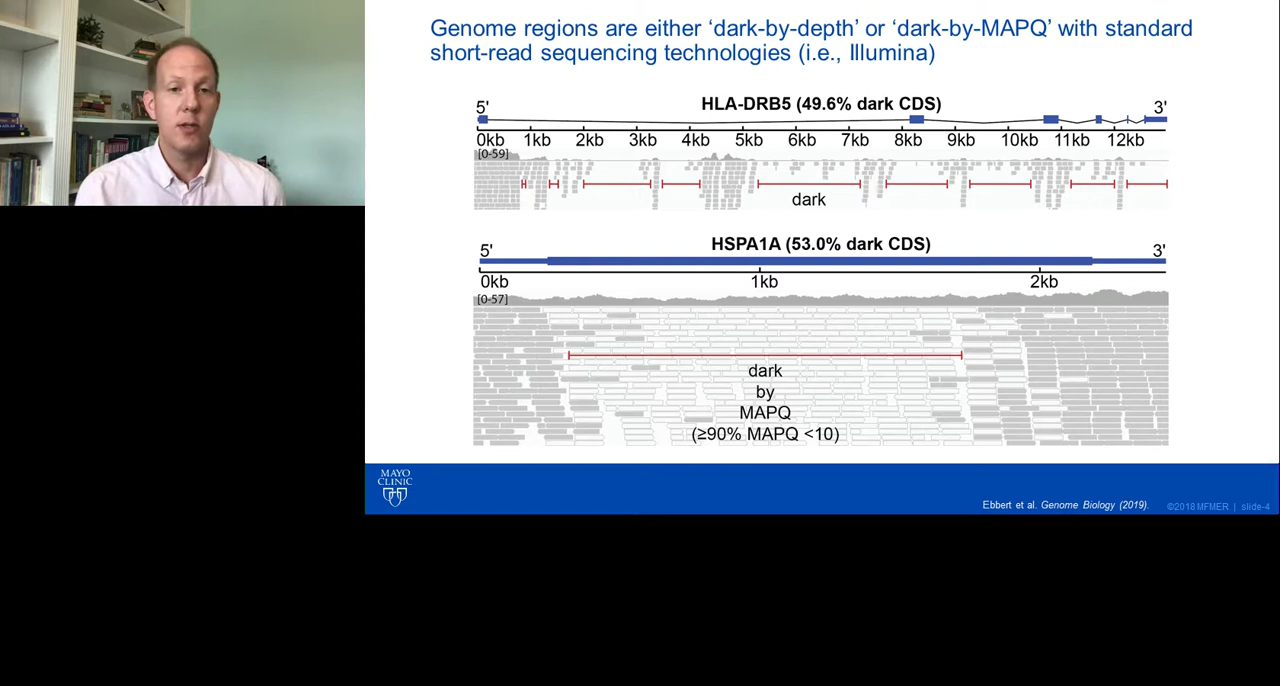 Genome regions are either ‘dark-by-depth’ or ‘dark-by-MAPQ’ with standard
short-read sequencing technologies (i.e., Illumina)
HLA-DRB5 (49.6% dark CDS)
5' 3'
0kb 1kb 2kb 3kb 4kb 5kb 6kb 7kb 8kb 9kb 10kb 11kb 12kb
[0-59]
dark
HSPA1A (53.0% dark CDS)
5' 3'
0kb 1kb 2kb
[0-57]
dark
by
MAPQ
(≥90% MAPQ <10)
MAYO
CLINIC
Ebbert et al. Genome Biology (2019).
©2018 MFMER | slide-4